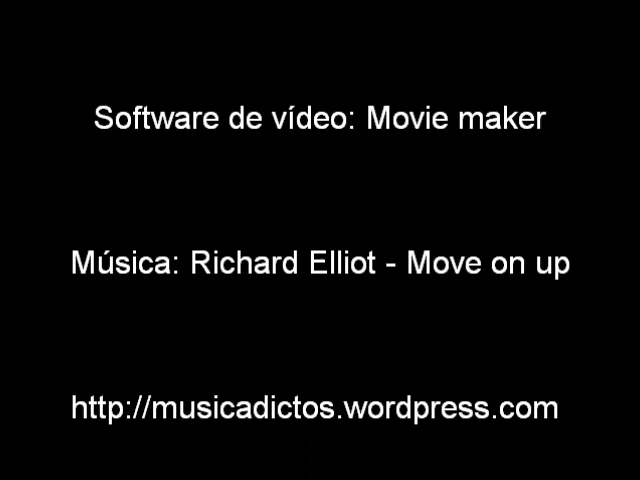 Software de vídeo: Movie maker
Música: Richard Elliot - Move on up
http://musicadictos.wordpress.com